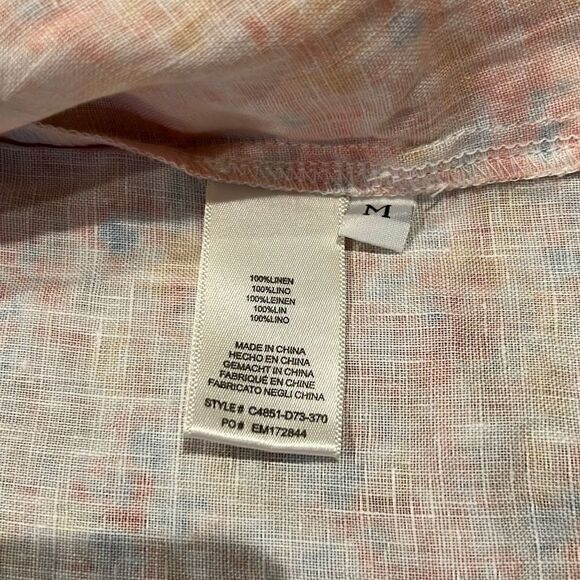 M
100%LINEN
100%LINO
100%LEINEN
100%LIN
100%LINO
MADE IN CHINA
HECHO EN CHINA
GEMACHT IN CHINA
FABRIQUÉ EN CHINE
FABRICATO NEGLI CHINA
STYLE# C4851-D73-370
PO# EM172844